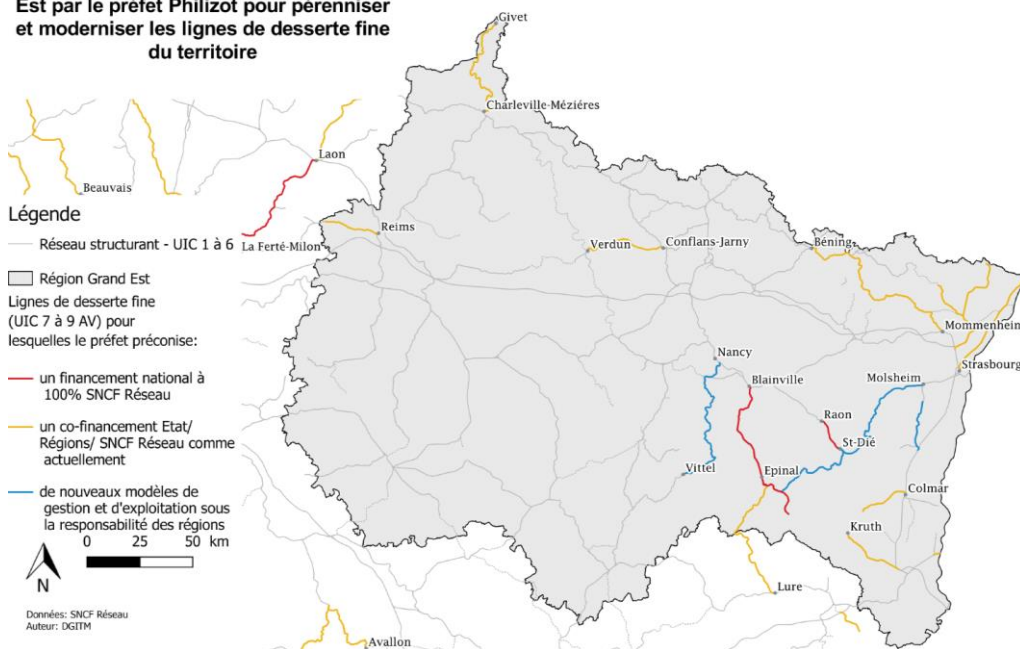 Est par le préfet Philizot pour pérenniser
et moderniser les lignes de desserte fine
du territoire
Givet
Charleville-Méziéres
Laon
Beauvais
La Ferté-Milon
Reims
Verdun
Conflans-Jarny
Béning
Mommenheim
Strasbourg
Nancy
Blainville
Molsheim
Raon
St-Dié
Vittel
Epinal
Colmar
Kruth
Lure
Avallon
Légende
Réseau structurant - UIC 1 à 6
Région Grand Est
Lignes de desserte fine
(UIC 7 à 9 AV) pour
lesquelles le préfet préconise:
un financement national à
100% SNCF Réseau
un co-financement Etat/
Régions/ SNCF Réseau comme
actuellement
de nouveaux modèles de
gestion et d'exploitation sous
la responsabilité des régions
0 25 50 km
N
Données: SNCF Réseau
Auteur: DGITM